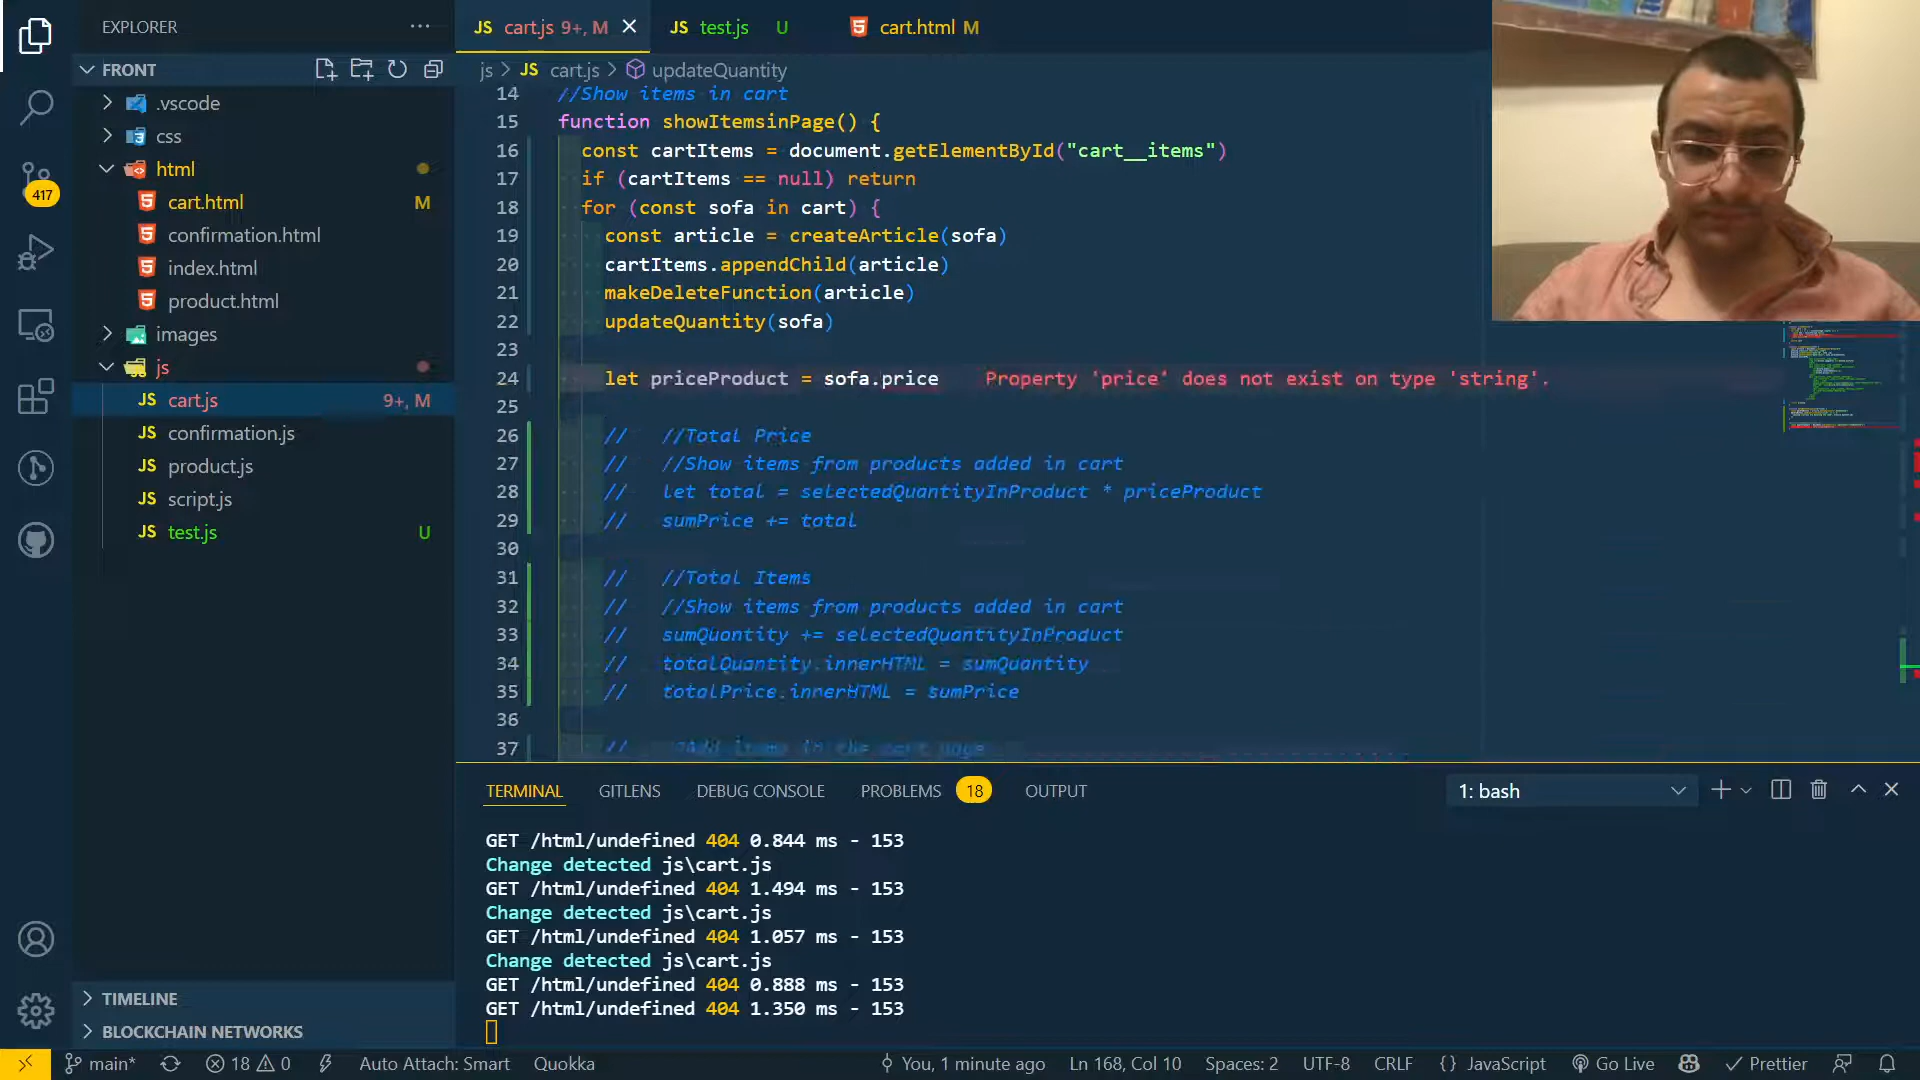 EXPLORER
FRONT
.vscode
css
html
cart.html M
confirmation.html
index.html
product.html
images
js
JS cart.js 9+, M
JS confirmation.js
JS product.js
JS script.js
JS test.js U
TIMELINE
BLOCKCHAIN NETWORKS
417
JS cart.js 9+, M
JS test.js U
cart.html M
js > JS cart.js > updateQuantity
14 //Show items in cart
15 function showItemsinPage() {
16 const cartItems = document.getElementById("cart__items")
17 if (cartItems == null) return
18 for (const sofa in cart) {
19 const article = createArticle(sofa)
20 cartItems.appendChild(article)
21 makeDeleteFunction(article)
22 updateQuantity(sofa)
23
24 let priceProduct = sofa.price Property 'price' does not exist on type 'string'.
25
26 // //Total Price
27 // //Show items from products added in cart
28 // let total = selectedQuantityInProduct * priceProduct
29 // sumPrice += total
30
31 // //Total Items
32 // //Show items from products added in cart
33 // sumQuantity += selectedQuantityInProduct
34 // totalQuantity.innerHTML = sumQuantity
35 // totalPrice.innerHTML = sumPrice
36
37 // Add items in the cart page
TERMINAL GITLENS DEBUG CONSOLE PROBLEMS 18 OUTPUT 1: bash
GET /html/undefined 404 0.844 ms - 153
Change detected js\cart.js
GET /html/undefined 404 1.494 ms - 153
Change detected js\cart.js
GET /html/undefined 404 1.057 ms - 153
Change detected js\cart.js
GET /html/undefined 404 0.888 ms - 153
GET /html/undefined 404 1.350 ms - 153
main* 18 0 Auto Attach: Smart Quokka You, 1 minute ago Ln 168, Col 10 Spaces: 2 UTF-8 CRLF {} JavaScript Go Live Prettier